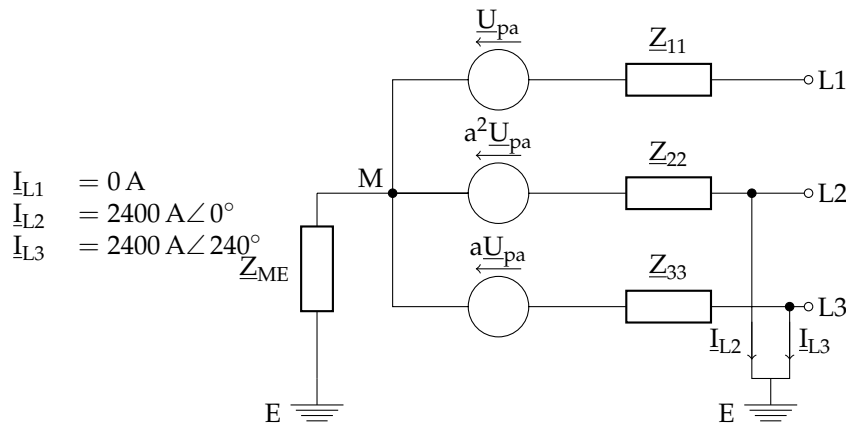 U_pa
Z_11
L1
a²U_pa
Z_22
M
L2
I_L1 = 0 A
I_L2 = 2400 A∠0°
I_L3 = 2400 A∠240°
Z_ME
aU_pa
Z_33
L3
I_L2
I_L3
E
E